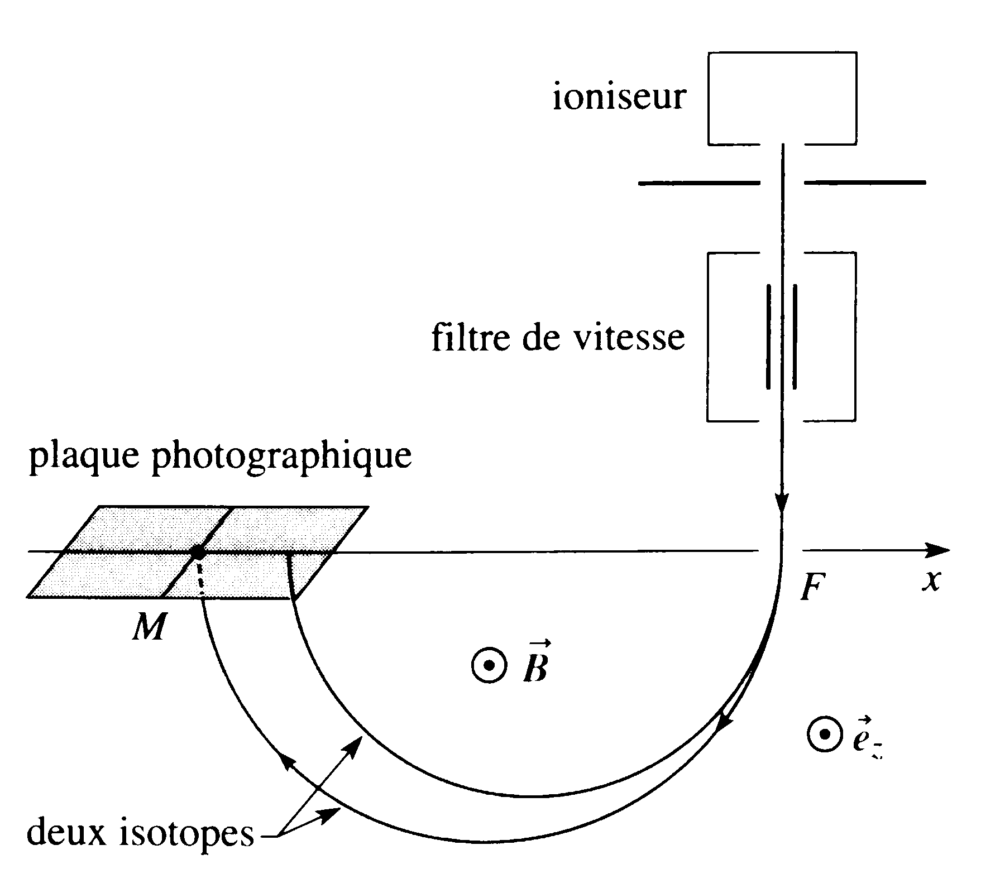 ioniseur
filtre de vitesse
plaque photographique
F
x
M
B⃗
e⃗z
deux isotopes